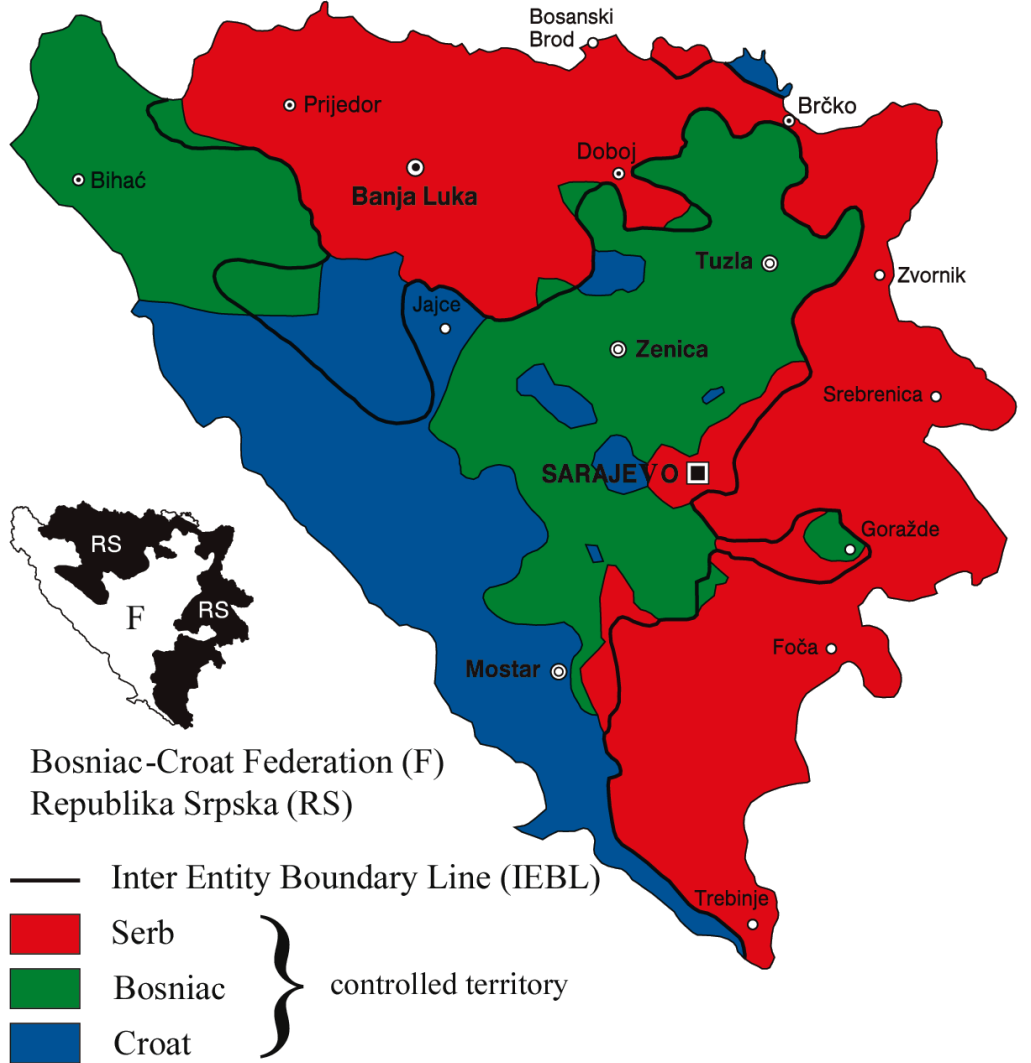 Bosanski
Brod
Prijedor
Brčko
Doboj
Bihać
Banja Luka
Tuzla
Zvornik
Jajce
Zenica
Srebrenica
SARAJEVO
Goražde
RS
RS
F
Foča
Mostar
Bosniac-Croat Federation (F)
Republika Srpska (RS)
Inter Entity Boundary Line (IEBL)
Trebinje
Serb
Bosniac
controlled territory
Croat